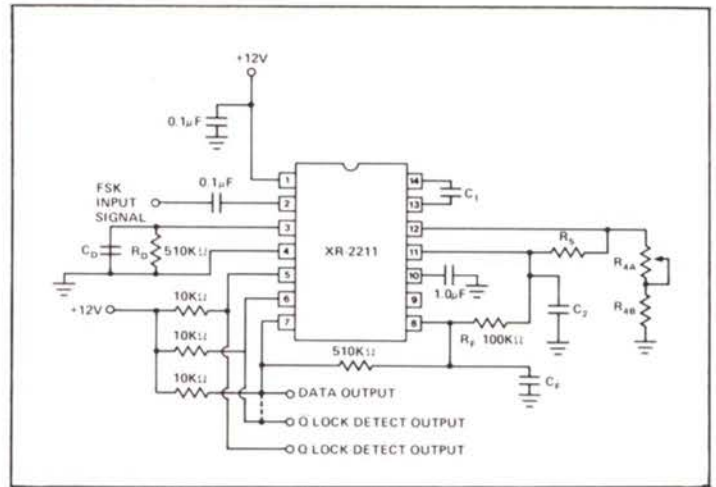 +12V
0.1μF
1
14
C1
FSK
INPUT
SIGNAL
0.1μF
2
13
3
12
CD
RD
510KΩ
4
XR-2211
11
R5
R4A
5
10
1.0μF
+12V
10KΩ
6
9
C2
R4B
10KΩ
7
8
RF 100KΩ
510KΩ
10KΩ
DATA OUTPUT
CF
Q LOCK DETECT OUTPUT
Q LOCK DETECT OUTPUT